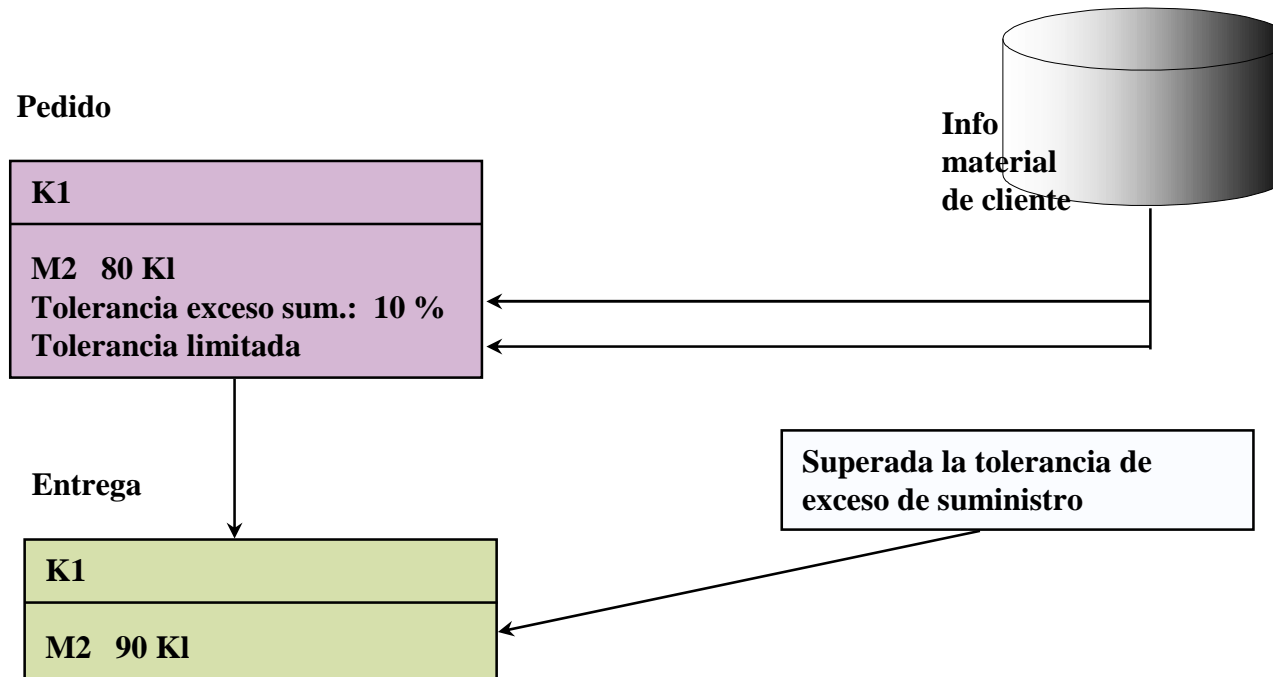 Pedido
Info
material
de cliente
K1
M2 80 Kl
Tolerancia exceso sum.: 10 %
Tolerancia limitada
Entrega
Superada la tolerancia de
exceso de suministro
K1
M2 90 Kl